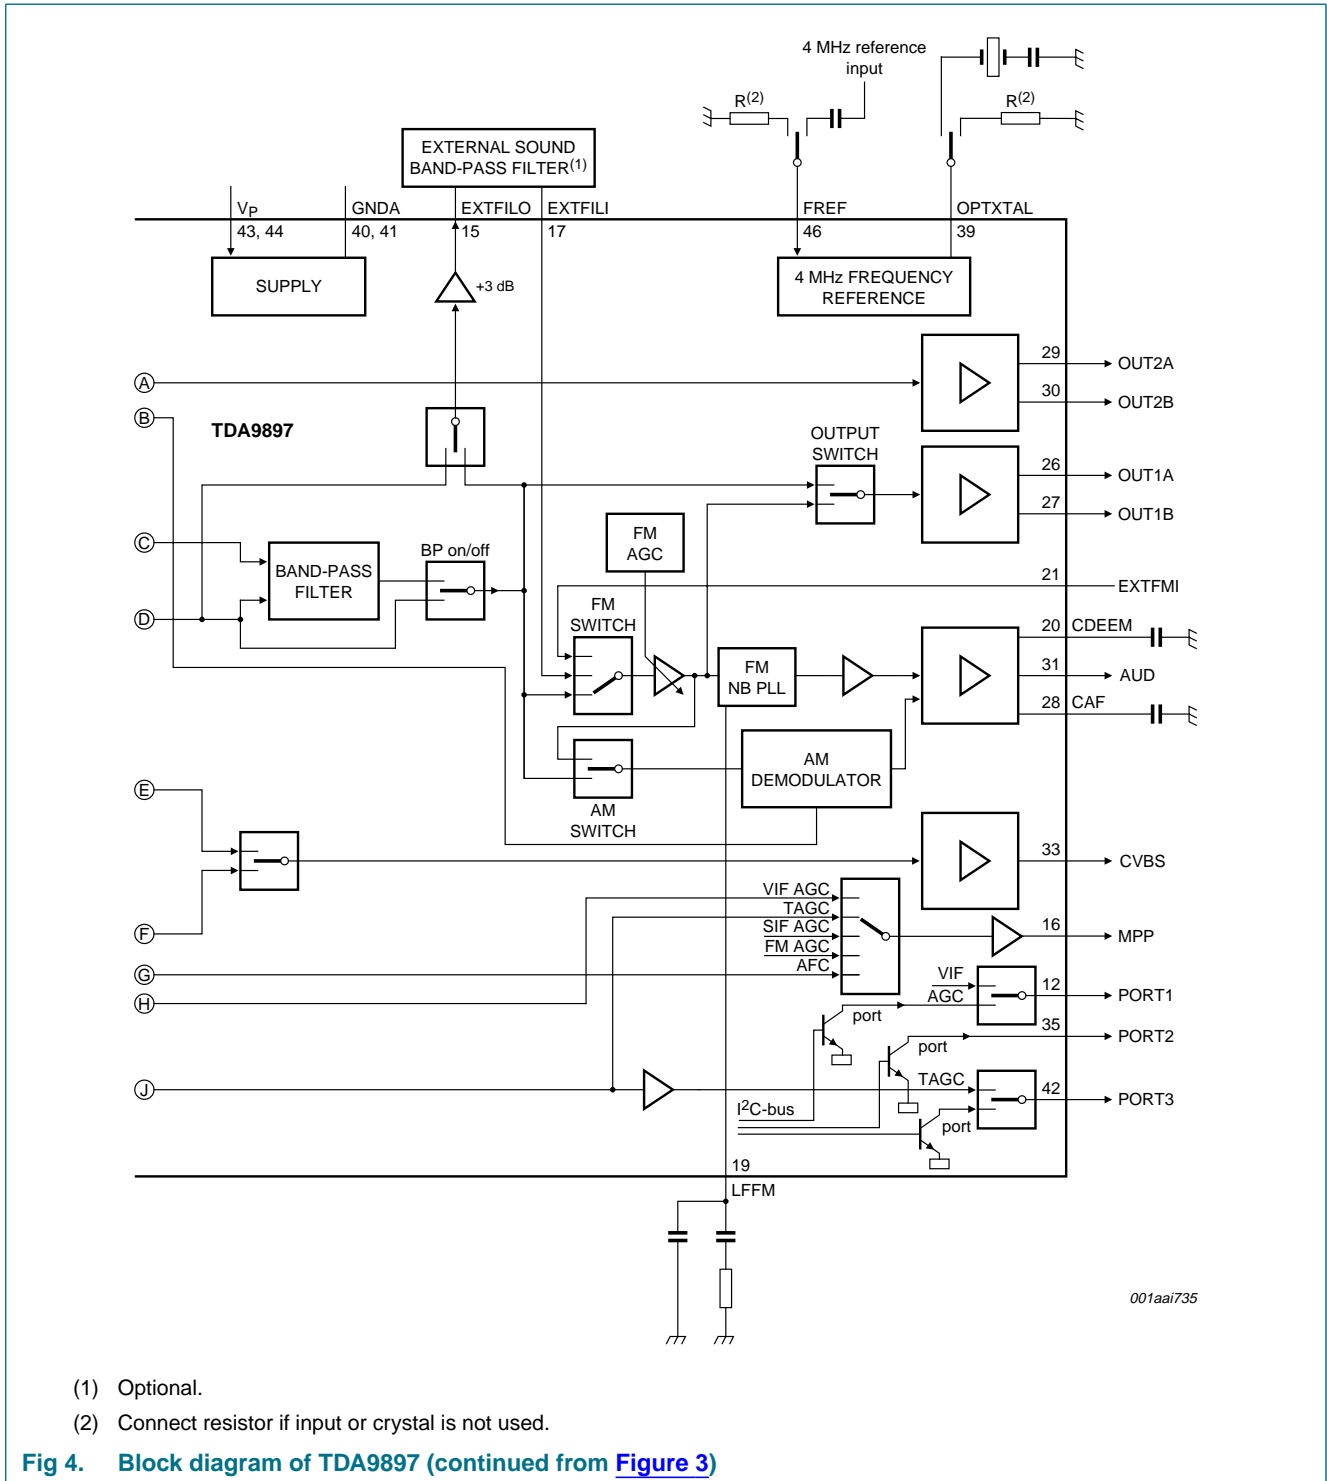 4 MHz reference
input
R(2)
R(2)
EXTERNAL SOUND
BAND-PASS FILTER(1)
VP
GNDA
EXTFILO
EXTFILI
FREF
OPTXTAL
43, 44
40, 41
15
17
46
39
SUPPLY
+3 dB
4 MHz FREQUENCY
REFERENCE
29
OUT2A
A
30
OUT2B
B
TDA9897
OUTPUT
SWITCH
26
OUT1A
27
OUT1B
FM
AGC
C
BP on/off
BAND-PASS
FILTER
21
EXTFMI
D
FM
SWITCH
20
CDEEM
FM
NB PLL
31
AUD
28
CAF
AM
DEMODULATOR
E
AM
SWITCH
33
CVBS
VIF AGC
TAGC
SIF AGC
FM AGC
AFC
F
16
MPP
G
VIF
AGC
12
PORT1
H
port
35
PORT2
port
TAGC
42
J
PORT3
I2C-bus
port
19
LFFM
001aai735
(1) Optional.
(2) Connect resistor if input or crystal is not used.
Fig 4. Block diagram of TDA9897 (continued from Figure 3)